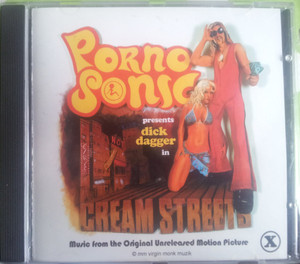 PORNO
SONIC
presents
dick
dagger
in
CREAM STREETS
Music from the Original Unreleased Motion Picture
X